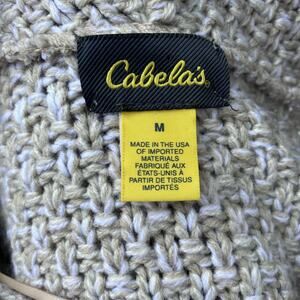 Cabela's
M
MADE IN THE USA
OF IMPORTED
MATERIALS
FABRIQUÉ AUX
ÉTATS-UNIS À
PARTIR DE TISSUS
IMPORTÉS